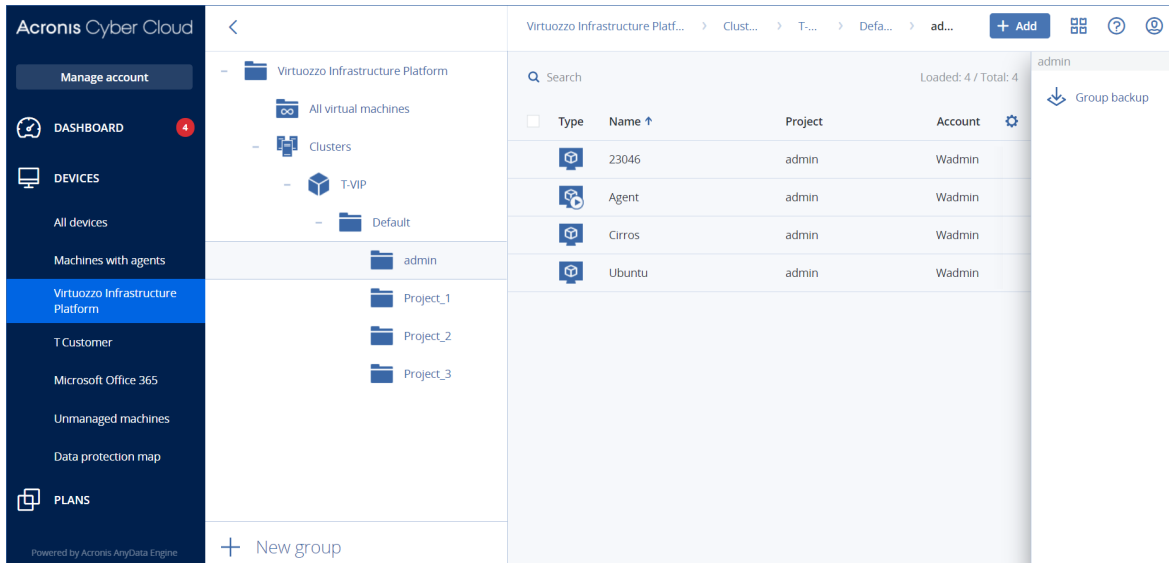 Acronis Cyber Cloud
Manage account
DASHBOARD 4
DEVICES
All devices
Machines with agents
Virtuozzo Infrastructure
Platform
T Customer
Microsoft Office 365
Unmanaged machines
Data protection map
PLANS
Powered by Acronis AnyData Engine
Virtuozzo Infrastructure Platform
All virtual machines
Clusters
T-VIP
Default
admin
Project_1
Project_2
Project_3
New group
Virtuozzo Infrastructure Platf... > Clust... > T-... > Defa... > ad...
+ Add
Search
Loaded: 4 / Total: 4
Type Name ↑ Project Account
23046 admin Wadmin
Agent admin Wadmin
Cirros admin Wadmin
Ubuntu admin Wadmin
admin
Group backup